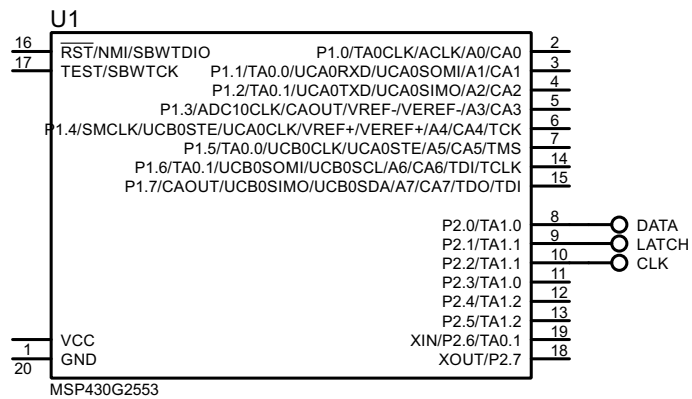 U1
16 RST/NMI/SBWTDIO P1.0/TA0CLK/ACLK/A0/CA0 2
17 TEST/SBWTCK P1.1/TA0.0/UCA0RXD/UCA0SOMI/A1/CA1 3
P1.2/TA0.1/UCA0TXD/UCA0SIMO/A2/CA2 4
P1.3/ADC10CLK/CAOUT/VREF-/VEREF-/A3/CA3 5
P1.4/SMCLK/UCB0STE/UCA0CLK/VREF+/VEREF+/A4/CA4/TCK 6
P1.5/TA0.0/UCB0CLK/UCA0STE/A5/CA5/TMS 7
P1.6/TA0.1/UCB0SOMI/UCB0SCL/A6/CA6/TDI/TCLK 14
P1.7/CAOUT/UCB0SIMO/UCB0SDA/A7/CA7/TDO/TDI 15
P2.0/TA1.0 8 DATA
P2.1/TA1.1 9 LATCH
P2.2/TA1.1 10 CLK
P2.3/TA1.0 11
P2.4/TA1.2 12
P2.5/TA1.2 13
VCC XIN/P2.6/TA0.1 19
1 GND XOUT/P2.7 18
20
MSP430G2553